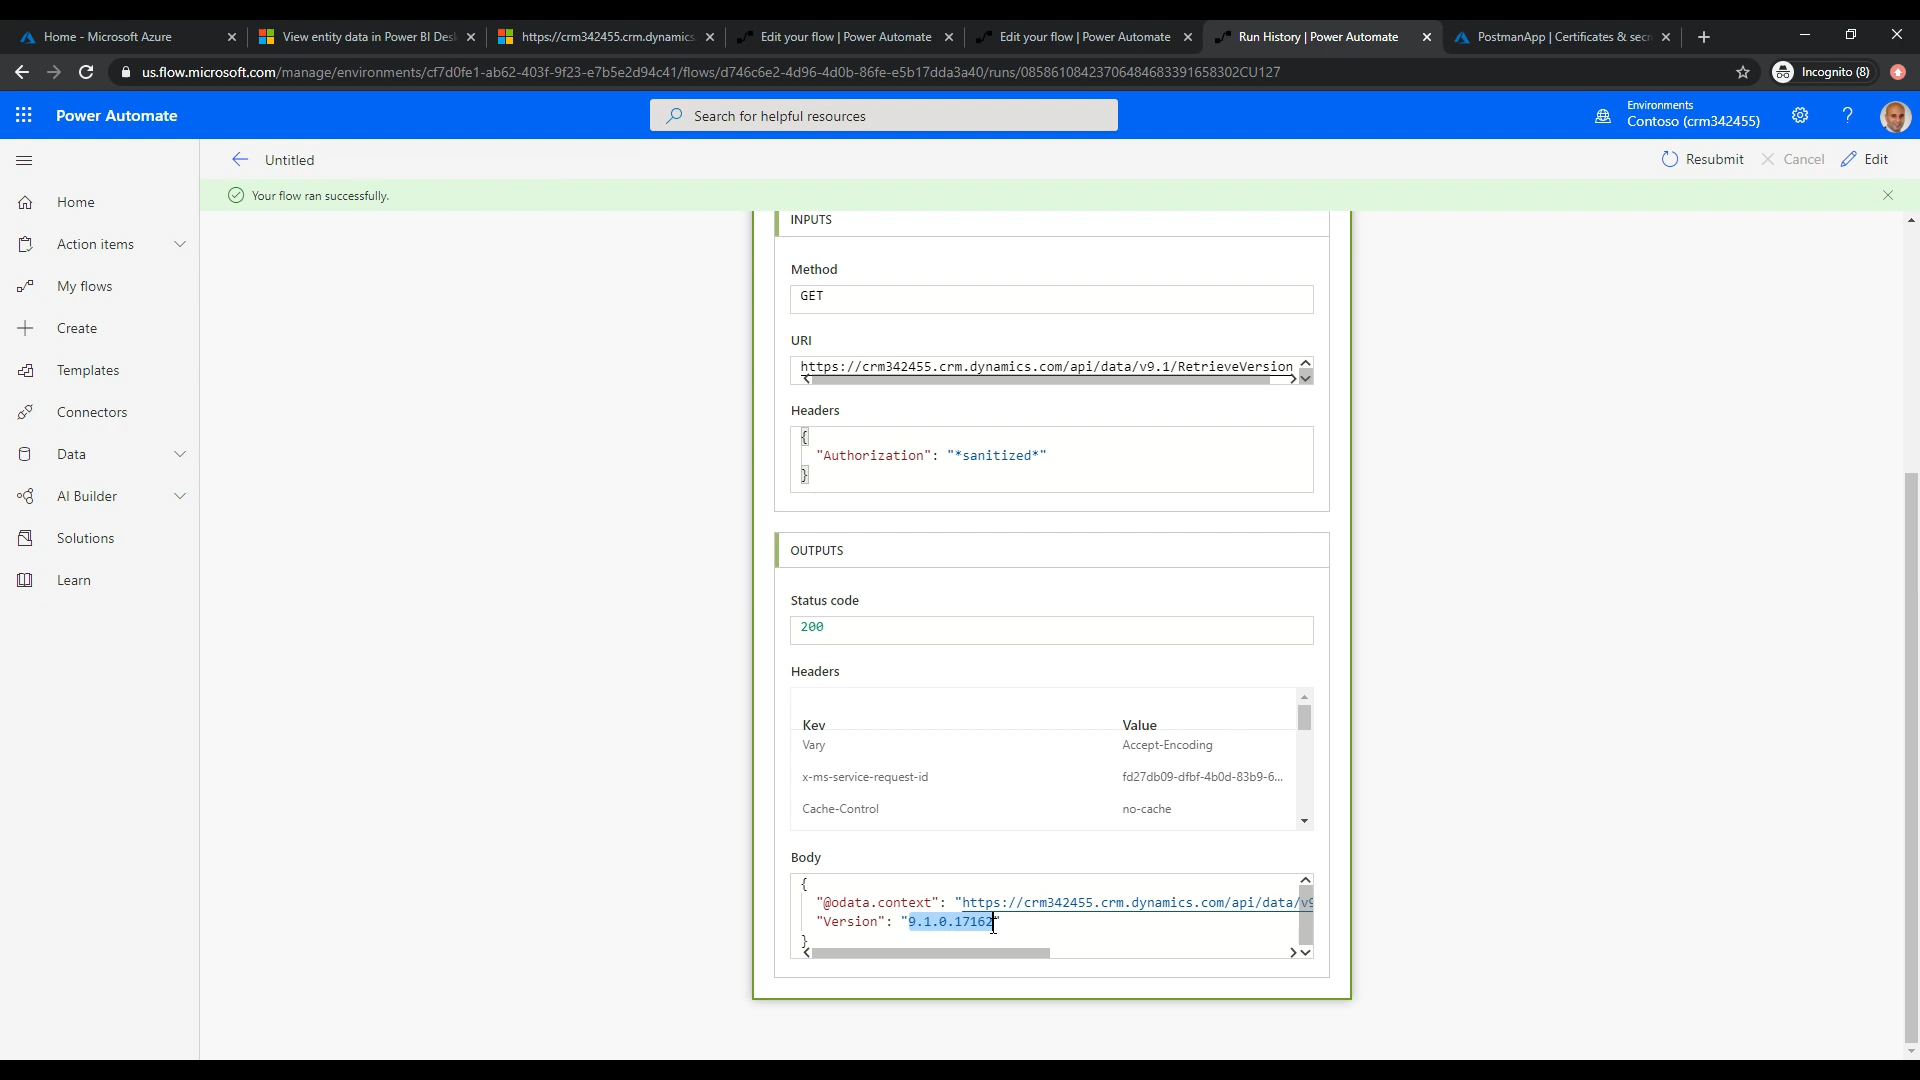 Home - Microsoft Azure
View entity data in Power BI Des
https://crm342455.crm.dynamics
Edit your flow | Power Automate
Edit your flow | Power Automate
Run History | Power Automate
PostmanApp | Certificates & sec
us.flow.microsoft.com/manage/environments/cf7d0fe1-ab62-403f-9f23-e7b5e2d94c41/flows/d746c6e2-4d96-4d0b-86fe-e5b17dda3a40/runs/08586108423706484683391658302CU127
Incognito (8)
Power Automate
Search for helpful resources
Environments
Contoso (crm342455)
Untitled
Resubmit
Cancel
Edit
Your flow ran successfully.
Home
Action items
My flows
Create
Templates
Connectors
Data
AI Builder
Solutions
Learn
INPUTS
Method
GET
URI
https://crm342455.crm.dynamics.com/api/data/v9.1/RetrieveVersion
Headers
{
"Authorization": "*sanitized*"
}
OUTPUTS
Status code
200
Headers
Key Value
Vary Accept-Encoding
x-ms-service-request-id fd27db09-dfbf-4b0d-83b9-6...
Cache-Control no-cache
Body
{
"@odata.context": "https://crm342455.crm.dynamics.com/api/data/v9
"Version": "9.1.0.17162"
}